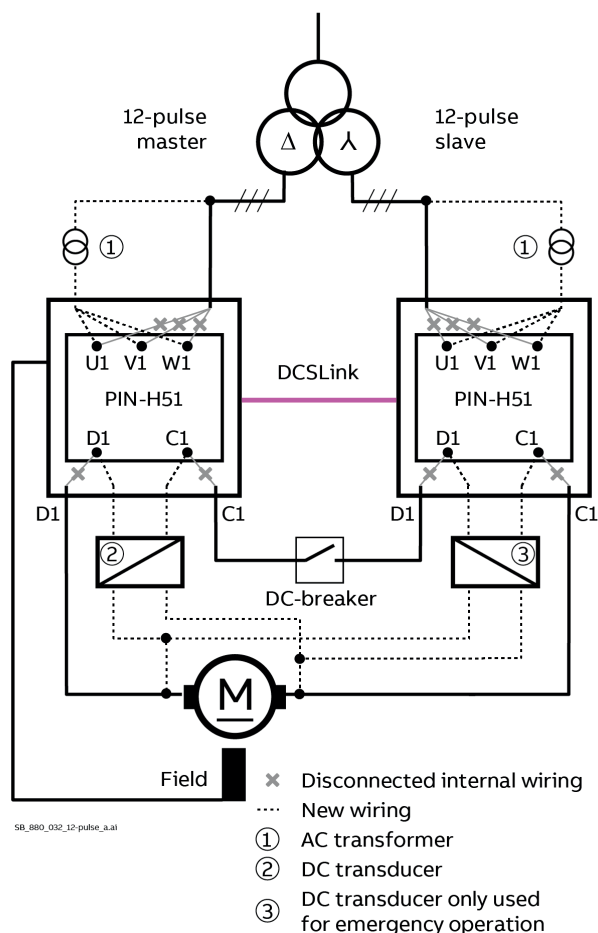 12-pulse
master
12-pulse
slave
Δ
Y
①
①
U1 V1 W1
U1 V1 W1
DCSLink
PIN-H51
PIN-H51
D1 C1
D1 C1
D1
C1
D1
C1
②
③
DC-breaker
M
Field
Disconnected internal wiring
New wiring
SB_880_032_12-pulse_a.ai
① AC transformer
② DC transducer
③ DC transducer only used
for emergency operation